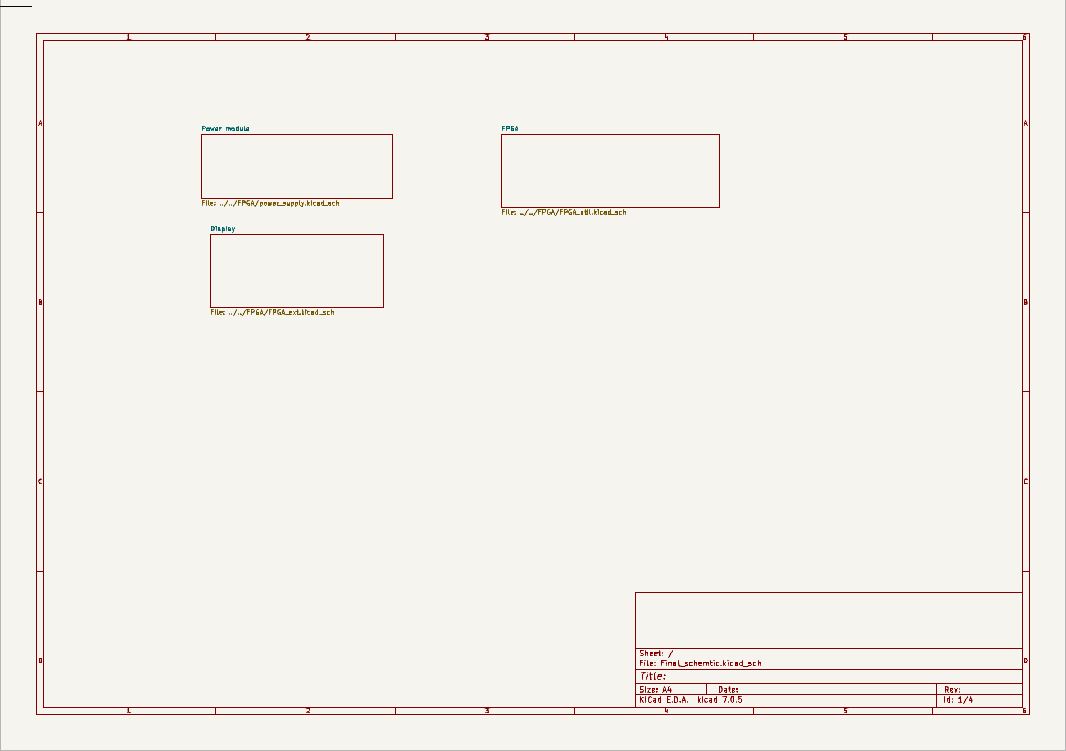 1 2 3 4 5 6
A A
Power module FPGA
File: ../../FPGA/power_supply.kicad_sch
File: ../../FPGA/FPGA_util.kicad_sch
Display
B B
File: ../../FPGA/FPGA_ext.kicad_sch
C C
Sheet: /
D D
File: Final_schemtic.kicad_sch
Title:
Size: A4 Date: Rev:
KiCad E.D.A. kicad 7.0.5 Id: 1/4
1 2 3 4 5 6